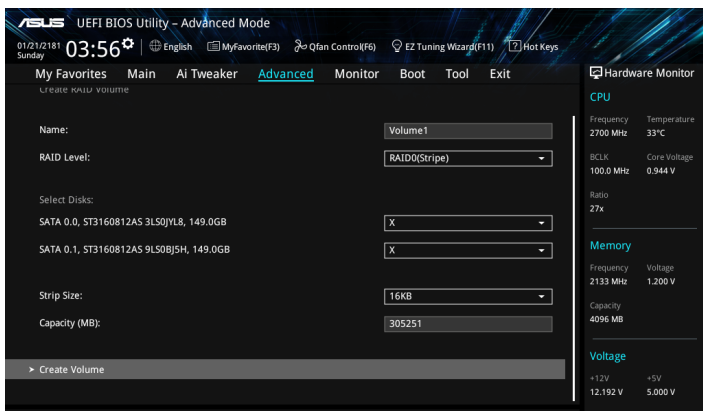 ASUS UEFI BIOS Utility – Advanced Mode
01/21/2181 Sunday 03:56 English MyFavorite(F3) Qfan Control(F6) EZ Tuning Wizard(F11) ? Hot Keys
My Favorites Main Ai Tweaker Advanced Monitor Boot Tool Exit
Create RAID Volume
Name: Volume1
RAID Level: RAID0(Stripe)
Select Disks:
SATA 0.0, ST3160812AS 3LS0JYL8, 149.0GB X
SATA 0.1, ST3160812AS 9LS0BJ5H, 149.0GB X
Strip Size: 16KB
Capacity (MB): 305251
> Create Volume
Hardware Monitor
CPU
Frequency Temperature
2700 MHz 33°C
BCLK Core Voltage
100.0 MHz 0.944 V
Ratio
27x
Memory
Frequency Voltage
2133 MHz 1.200 V
Capacity
4096 MB
Voltage
+12V +5V
12.192 V 5.000 V